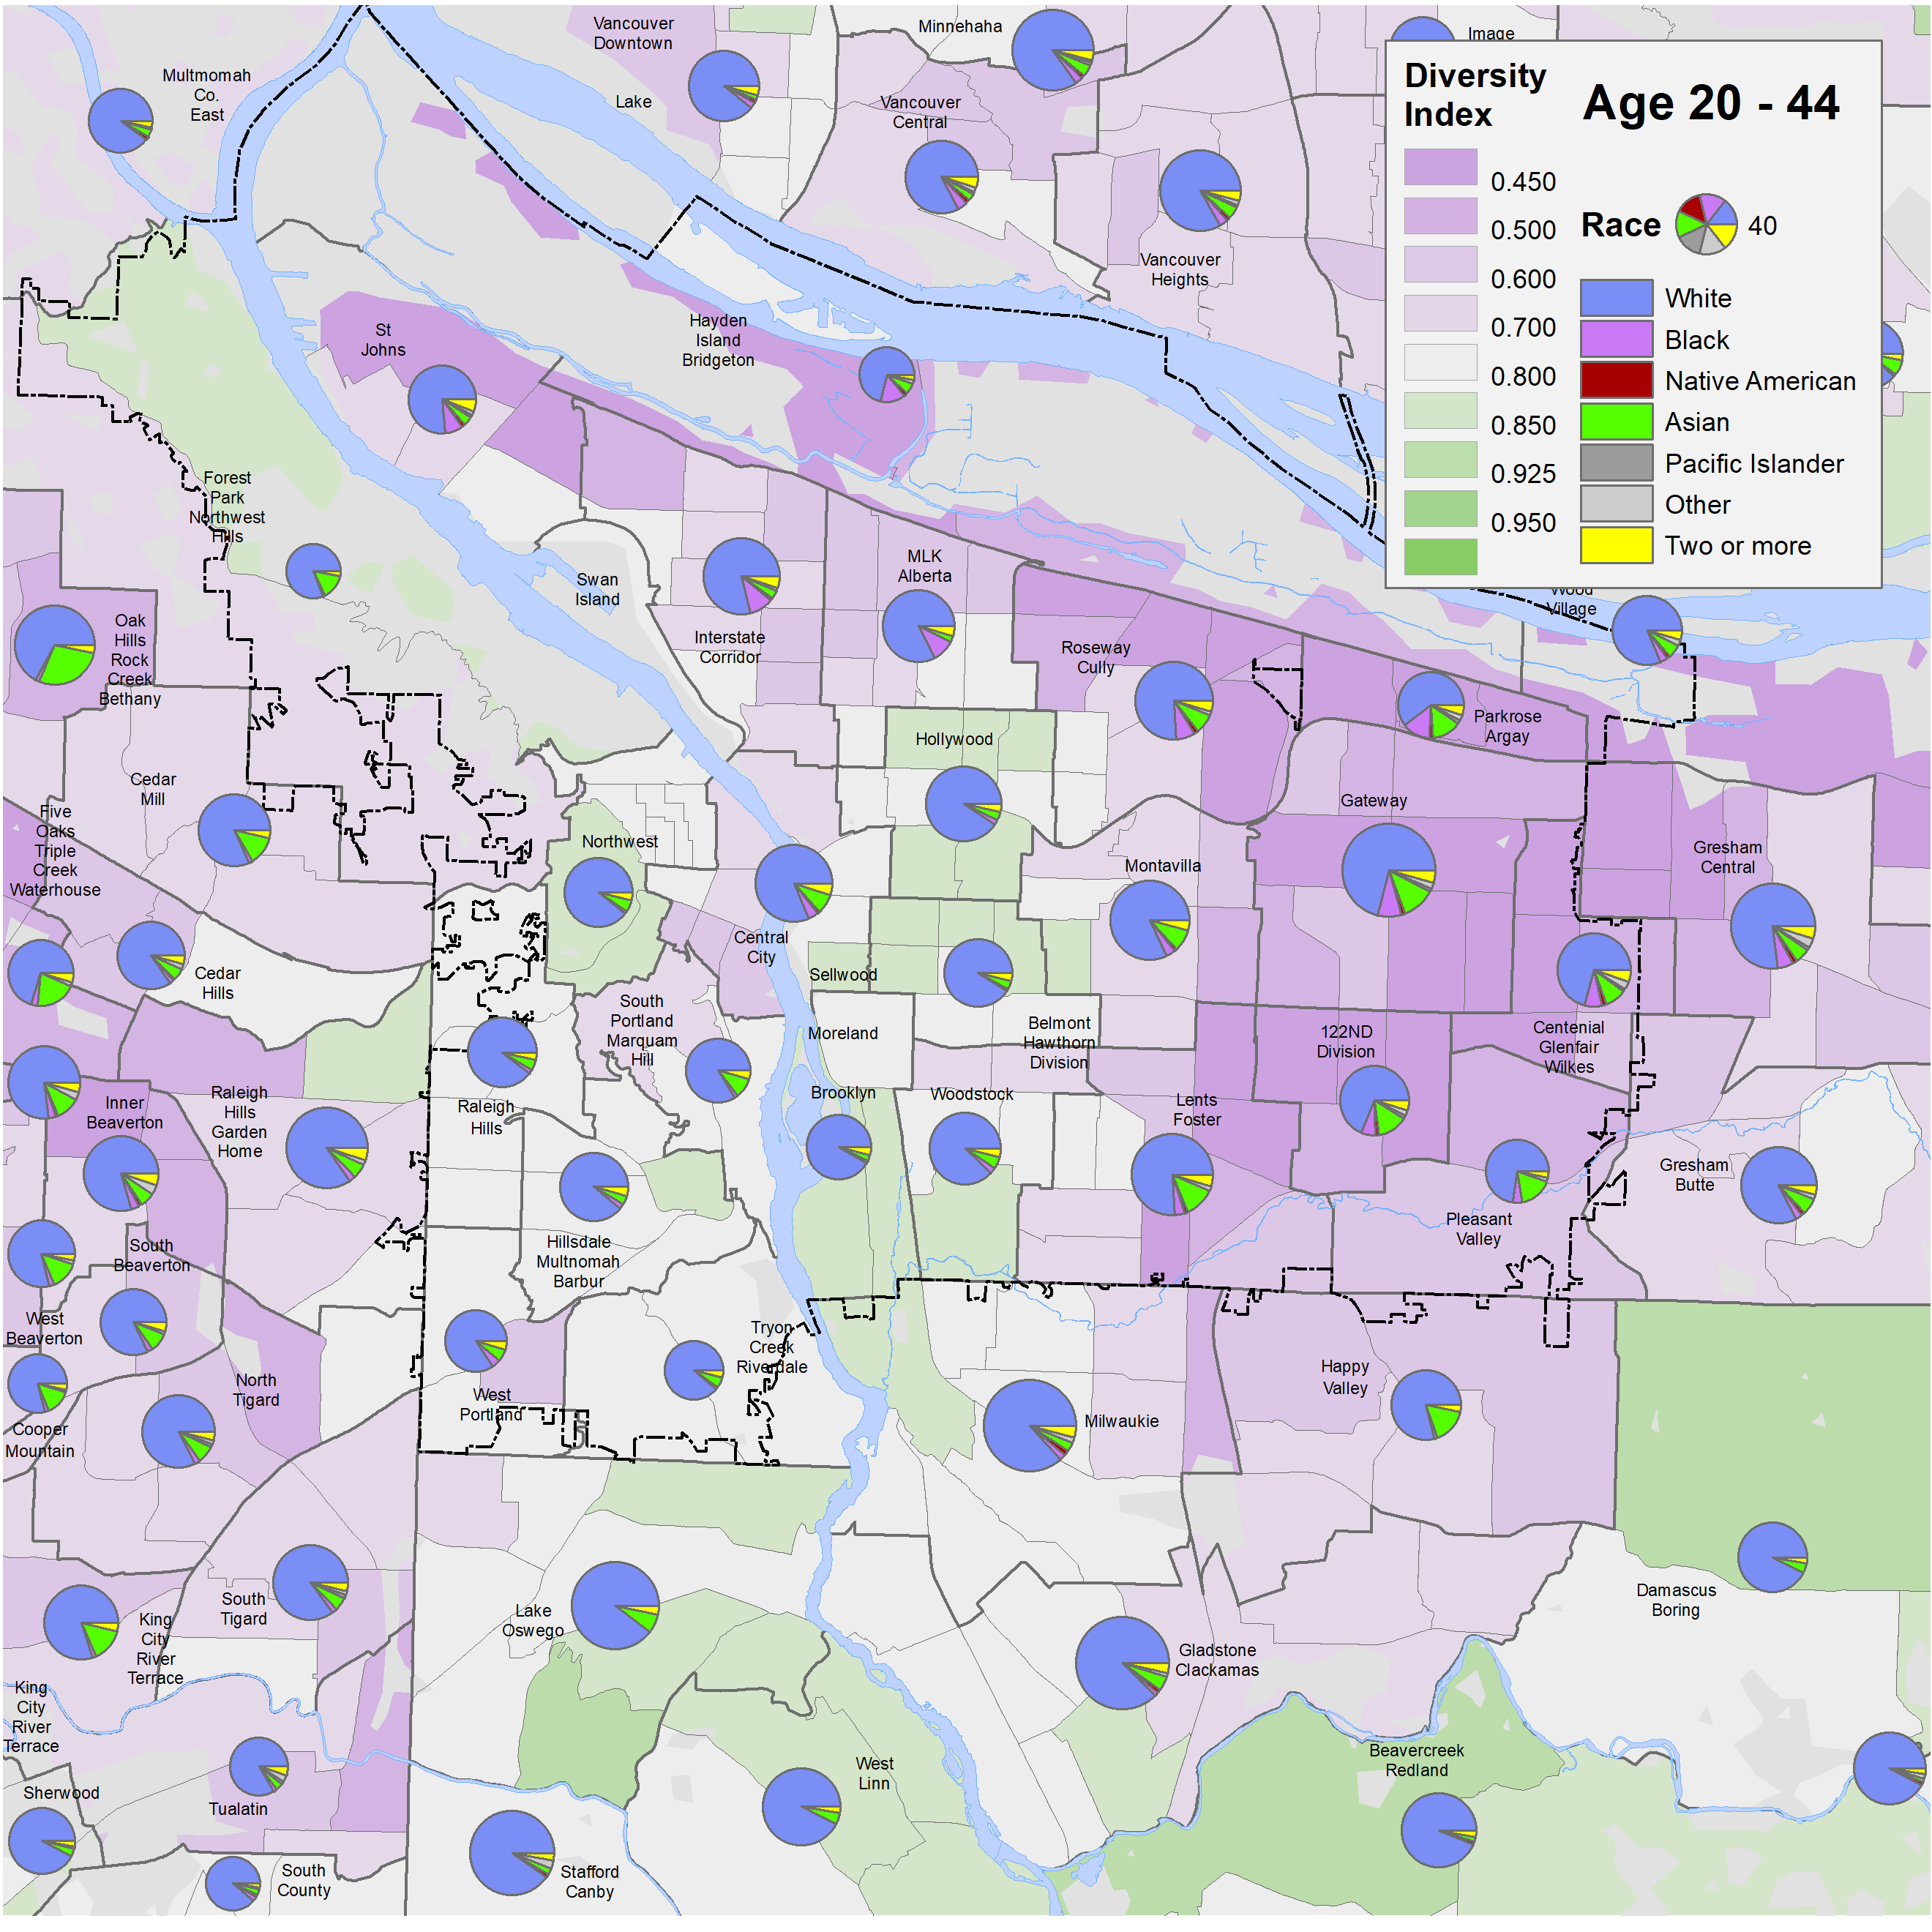 Vancouver
Downtown
Minnehaha
Image
Multmomah
Co.
East
Lake
Vancouver
Central
Vancouver
Heights
Diversity
Index
Age 20 - 44
0.450
0.500
0.600
0.700
0.800
0.850
0.925
0.950
Race
40
White
Black
Native American
Asian
Pacific Islander
Other
Two or more
St
Johns
Hayden
Island
Bridgeton
Forest
Park
Northwest
Hills
Swan
Island
MLK
Alberta
Interstate
Corridor
Roseway
Cully
Wood
Village
Parkrose
Argay
Oak
Hills
Rock
Creek
Bethany
Cedar
Mill
Five
Oaks
Triple
Creek
Waterhouse
Hollywood
Gateway
Northwest
Montavilla
Gresham
Central
Cedar
Hills
Central
City
Sellwood
South
Portland
Marquam
Hill
Moreland
Belmont
Hawthorn
Division
122ND
Division
Centenial
Glenfair
Wilkes
Inner
Beaverton
Raleigh
Hills
Garden
Home
Raleigh
Hills
Brooklyn
Woodstock
Lents
Foster
Gresham
Butte
Pleasant
Valley
South
Beaverton
Hillsdale
Multnomah
Barbur
West
Beaverton
North
Tigard
Tryon
Creek
Riverdale
Happy
Valley
West
Portland
Milwaukie
Cooper
Mountain
South
Tigard
Lake
Oswego
King
City
River
Terrace
Damascus
Boring
Gladstone
Clackamas
King
City
River
Terrace
Beavercreek
Redland
West
Linn
Sherwood
Tualatin
South
County
Stafford
Canby